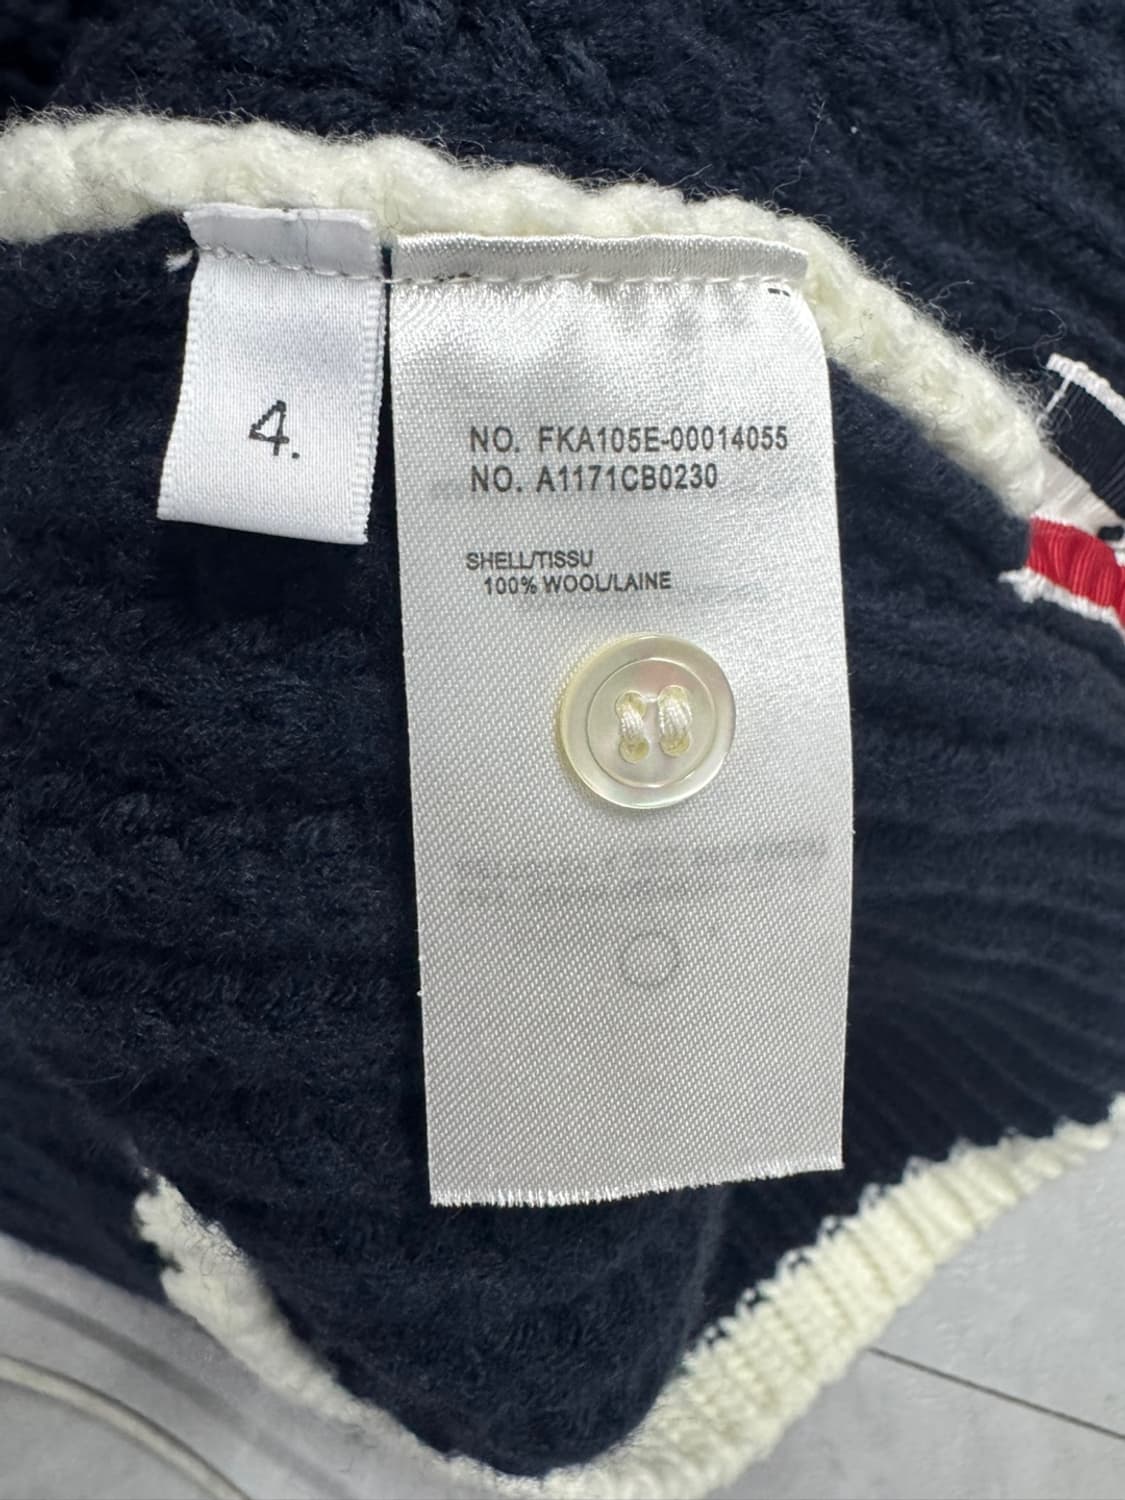 4.
NO. FKA105E-00014055
NO. A1171CB0230
SHELL/TISSU
100% WOOL/LAINE